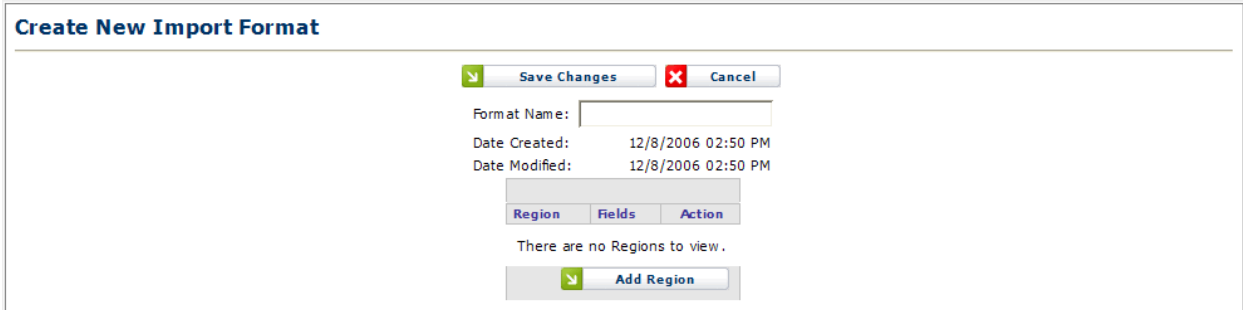 Create New Import Format
Save Changes Cancel
Format Name:
Date Created: 12/8/2006 02:50 PM
Date Modified: 12/8/2006 02:50 PM
Region Fields Action
There are no Regions to view.
Add Region